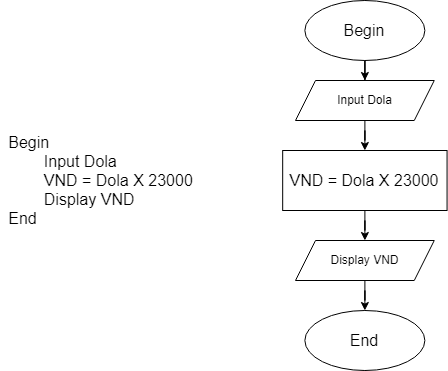 Begin
Input Dola
VND = Dola X 23000
Display VND
End
Begin
Input Dola
VND = Dola X 23000
Display VND
End